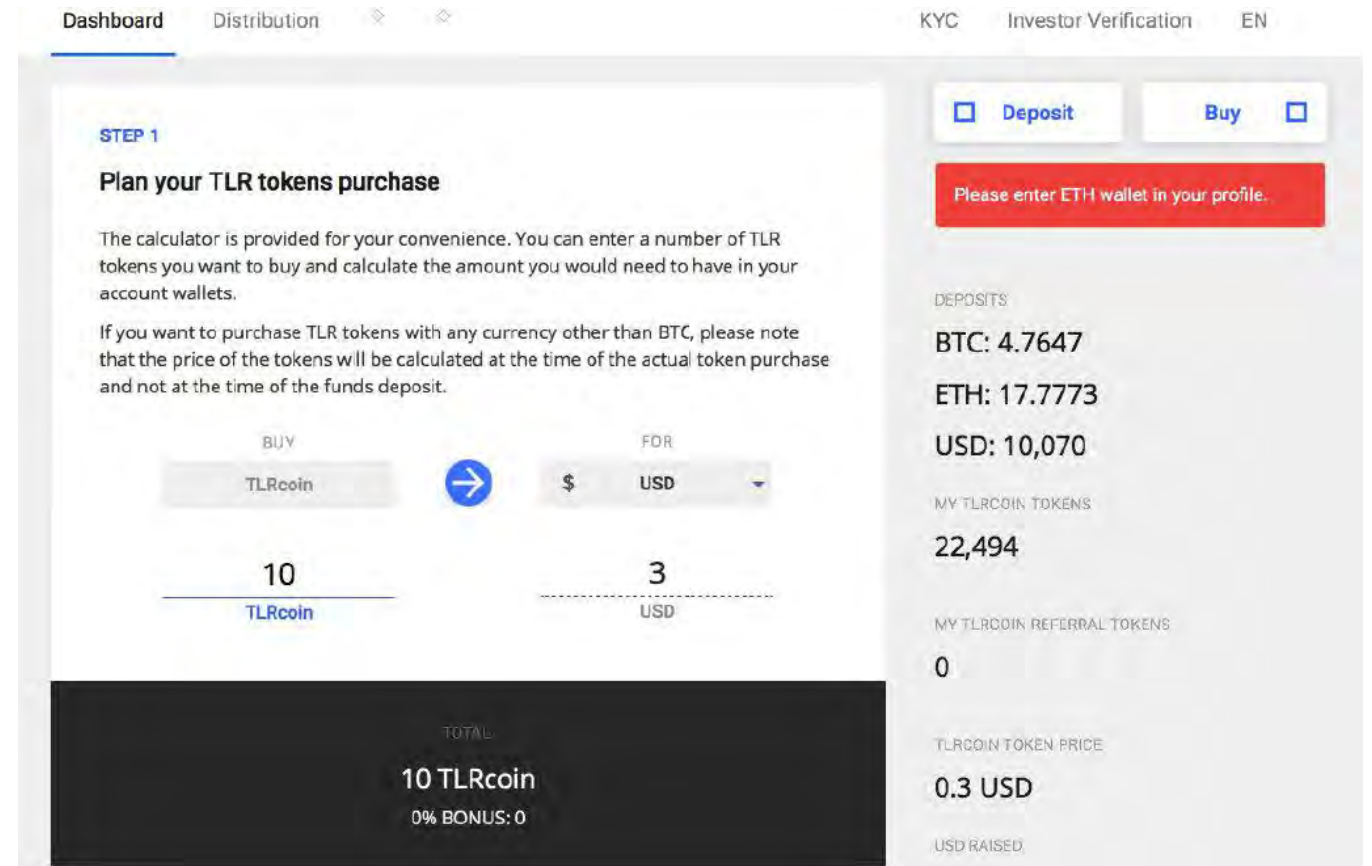 Dashboard Distribution KYC Investor Verification EN
STEP 1
Plan your TLR tokens purchase
The calculator is provided for your convenience. You can enter a number of TLR
tokens you want to buy and calculate the amount you would need to have in your
account wallets.
If you want to purchase TLR tokens with any currency other than BTC, please note
that the price of the tokens will be calculated at the time of the actual token purchase
and not at the time of the funds deposit.
BUY FOR
TLRcoin $ USD
10 3
TLRcoin USD
TOTAL
10 TLRcoin
0% BONUS: 0
Deposit Buy
Please enter ETH wallet in your profile.
DEPOSITS
BTC: 4.7647
ETH: 17.7773
USD: 10,070
MY TLRCOIN TOKENS
22,494
MY TLRCOIN REFERRAL TOKENS
0
TLRCOIN TOKEN PRICE
0.3 USD
USD RAISED